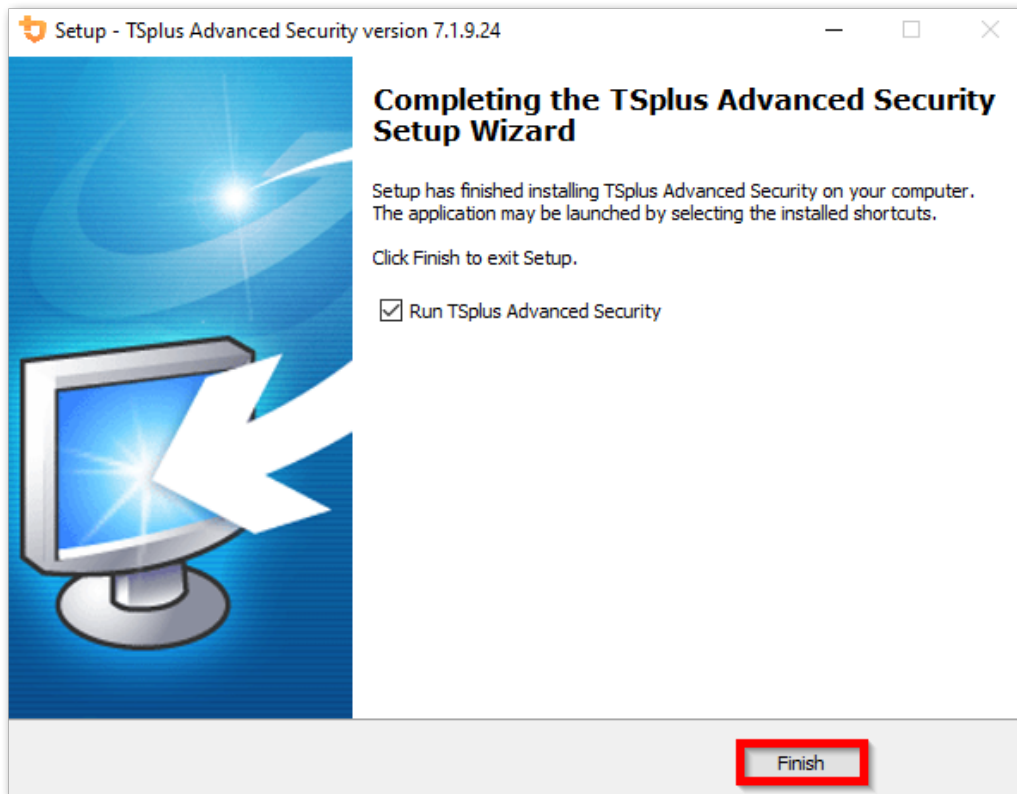 Setup - TSplus Advanced Security version 7.1.9.24
Completing the TSplus Advanced Security
Setup Wizard
Setup has finished installing TSplus Advanced Security on your computer.
The application may be launched by selecting the installed shortcuts.
Click Finish to exit Setup.
Run TSplus Advanced Security
Finish